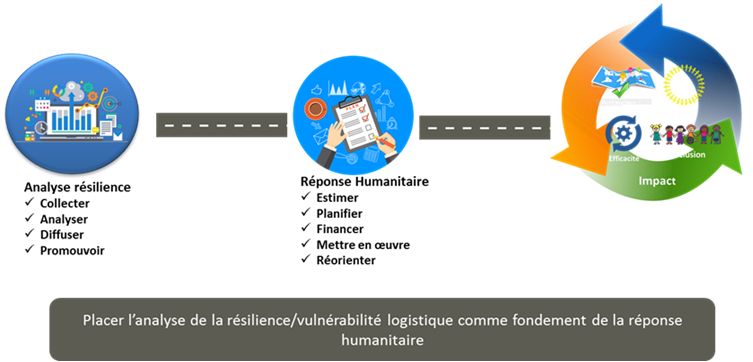 Analyse résilience
✓ Collecter
✓ Analyser
✓ Diffuser
✓ Promouvoir
Réponse Humanitaire
✓ Estimer
✓ Planifier
✓ Financer
✓ Mettre en œuvre
✓ Réorienter
Efficacité
Impact
Placer l’analyse de la résilience/vulnérabilité logistique comme fondement de la réponse
humanitaire